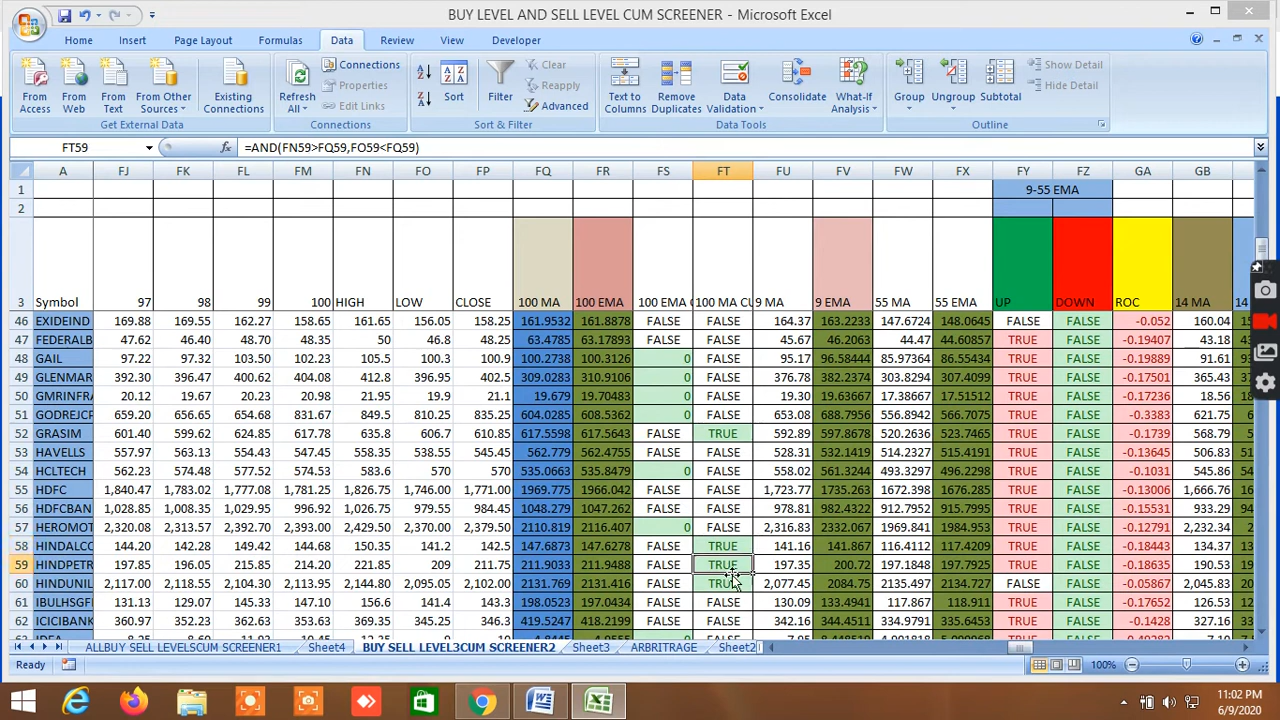 BUY LEVEL AND SELL LEVEL CUM SCREENER - Microsoft Excel
Home Insert Page Layout Formulas Data Review View Developer
From Access From Web From Text From Other Sources Existing Connections Refresh All Connections Properties Edit Links Sort Filter Clear Reapply Advanced Text to Columns Remove Duplicates Data Validation Consolidate What-If Analysis Group Ungroup Subtotal Show Detail Hide Detail
Get External Data Connections Sort & Filter Data Tools Outline
FT59 fx =AND(FN59>FQ59,FO59<FQ59)
A FJ FK FL FM FN FO FP FQ FR FS FT FU FV FW FX FY FZ GA GB
1 9-55 EMA
2
3 Symbol 97 98 99 100 HIGH LOW CLOSE 100 MA 100 EMA 100 EMA 100 MA CU 9 MA 9 EMA 55 MA 55 EMA UP DOWN ROC 14 MA 14
46 EXIDEIND 169.88 169.55 162.27 158.65 161.65 156.05 158.25 161.9532 161.8878 FALSE FALSE 164.37 163.2233 147.6724 148.0645 FALSE FALSE -0.052 160.04
47 FEDERALB 47.62 46.40 48.70 48.35 50 46.8 48.25 63.4785 63.17893 FALSE FALSE 45.67 46.2063 44.47 44.60857 TRUE FALSE -0.19407 43.18
48 GAIL 97.22 97.32 103.50 102.23 105.5 100.3 103.1 100.2733 100.3126 0 FALSE 95.17 96.58444 85.97364 86.55434 TRUE FALSE -0.19889 91.61
49 GLENMAR 392.30 396.47 400.62 404.08 412.8 396.95 402.5 309.0283 310.9106 0 FALSE 376.78 382.2374 303.8294 307.4099 TRUE FALSE -0.17501 365.43
50 GMRINFRA 20.12 19.91 20.23 20.98 21.95 19.9 21.7 19.679 19.70483 0 FALSE 19.30 19.63667 17.38667 17.51512 TRUE FALSE -0.17236 18.56
51 GODREJCP 659.20 656.46 654.68 831.67 849.5 810.25 835.25 604.0285 608.5362 0 FALSE 653.08 688.7956 556.8942 566.7075 TRUE FALSE -0.3383 621.75
52 GRASIM 601.40 599.62 624.85 617.78 635.8 606.7 610.85 617.5598 617.5643 FALSE TRUE 592.89 597.8678 520.2636 523.7465 TRUE FALSE -0.1739 568.79
53 HAVELLS 557.97 563.13 554.43 547.45 558.35 538.55 545.45 562.779 562.4755 FALSE FALSE 528.31 532.1419 514.2327 515.4329 TRUE FALSE -0.13645 506.83
54 HCLTECH 562.23 574.48 577.52 574.53 583.6 570 570 535.0663 535.8479 0 FALSE 558.02 561.3244 493.3297 496.2298 TRUE FALSE -0.1031 545.86
55 HDFC 1,840.47 1,783.02 1,777.08 1,781.25 1,826.75 1,746.00 1,771.00 1969.775 1966.042 FALSE FALSE 1,723.77 1735.263 1672.398 1676.285 TRUE FALSE -0.13006 1,666.76
56 HDFCBAN 1,028.85 1,008.35 1,029.95 996.92 1,026.75 979.55 984.45 1048.279 1047.262 FALSE FALSE 978.81 982.4322 912.7952 915.9955 TRUE FALSE -0.15031 933.29
57 HEROMOT 2,320.08 2,313.57 2,392.70 2,393.00 2,429.50 2,370.00 2,379.50 2110.819 2116.407 0 FALSE 2,316.83 2332.067 1969.841 1984.953 TRUE FALSE -0.12791 2,232.34
58 HINDALCO 144.20 142.28 149.42 144.68 150.35 141.2 142.5 147.6873 147.6278 FALSE TRUE 141.16 141.867 116.4112 117.4209 TRUE FALSE -0.18443 134.37
59 HINDPETR 197.85 196.05 215.85 214.20 223.75 209 211.75 211.9033 211.9488 FALSE TRUE 197.35 200.72 197.1848 197.7925 TRUE FALSE -0.18635 190.53
60 HINDUNIL 2,117.00 2,118.55 2,104.30 2,113.95 2,144.80 2,095.05 2,102.00 2131.769 2131.416 FALSE 2,077.45 2084.75 2135.497 2134.727 FALSE FALSE -0.05867 2,045.83
61 IBULHSGF 131.13 129.07 145.33 147.10 156.6 141.4 143.3 198.0523 197.0434 FALSE FALSE 130.09 133.4941 117.867 118.911 TRUE FALSE -0.17652 126.53
62 ICICIBANK 360.97 352.23 362.63 353.67 369.45 345.25 346.3 419.5247 418.2199 FALSE FALSE 342.16 344.4511 334.9791 335.6453 TRUE FALSE -0.1428 327.16
ALLBUY SELL LEVELSCUM SCREENER1 Sheet4 BUY SELL LEVEL3CUM SCREENER2 Sheet3 ARBRITRAGE Sheet2
Ready 100%
11:02 PM
6/9/2020